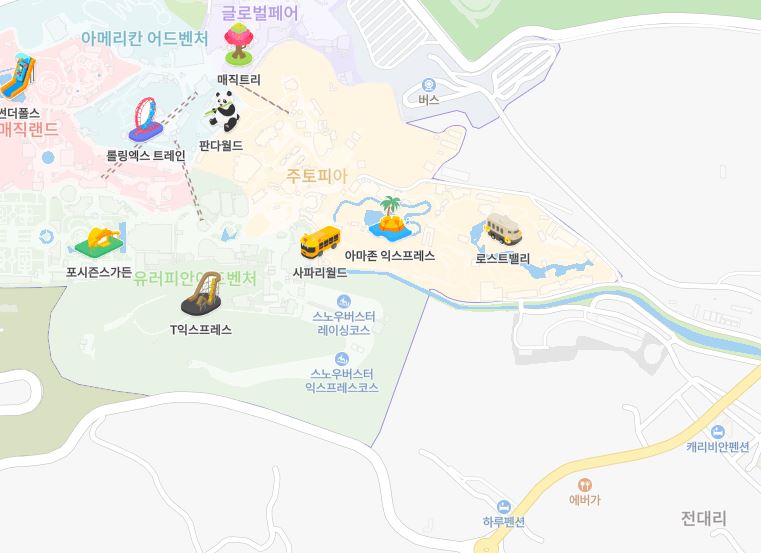 글로벌페어
아메리칸 어드벤처
매직트리
버스
썬더폴스
매직랜드
롤링엑스 트레인
판다월드
주토피아
아마존 익스프레스
로스트밸리
포시즌스가든
사파리월드
유러피안어드벤처
T익스프레스
스노우버스터
레이싱코스
스노우버스터
익스프레스코스
캐리비안펜션
에버가
하루펜션
전대리